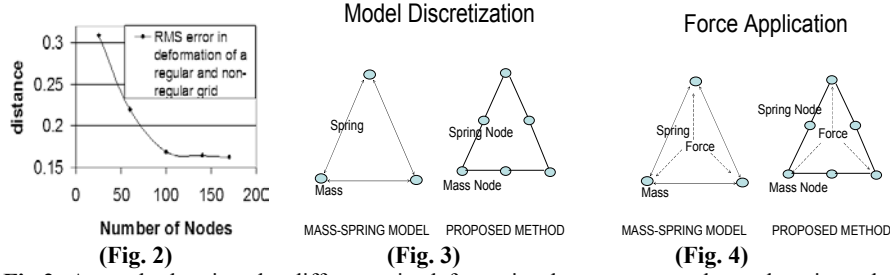 Model Discretization
Force Application
RMS error in
deformation of a
regular and non-
regular grid
distance
0.3
0.25
0.2
0.15
0 50 100 150 200
Number of Nodes
Spring
Mass
Spring Node
Mass Node
MASS-SPRING MODEL PROPOSED METHOD
Spring
Force
Mass
Spring Node
Force
Mass Node
MASS-SPRING MODEL PROPOSED METHOD
(Fig. 2) (Fig. 3) (Fig. 4)